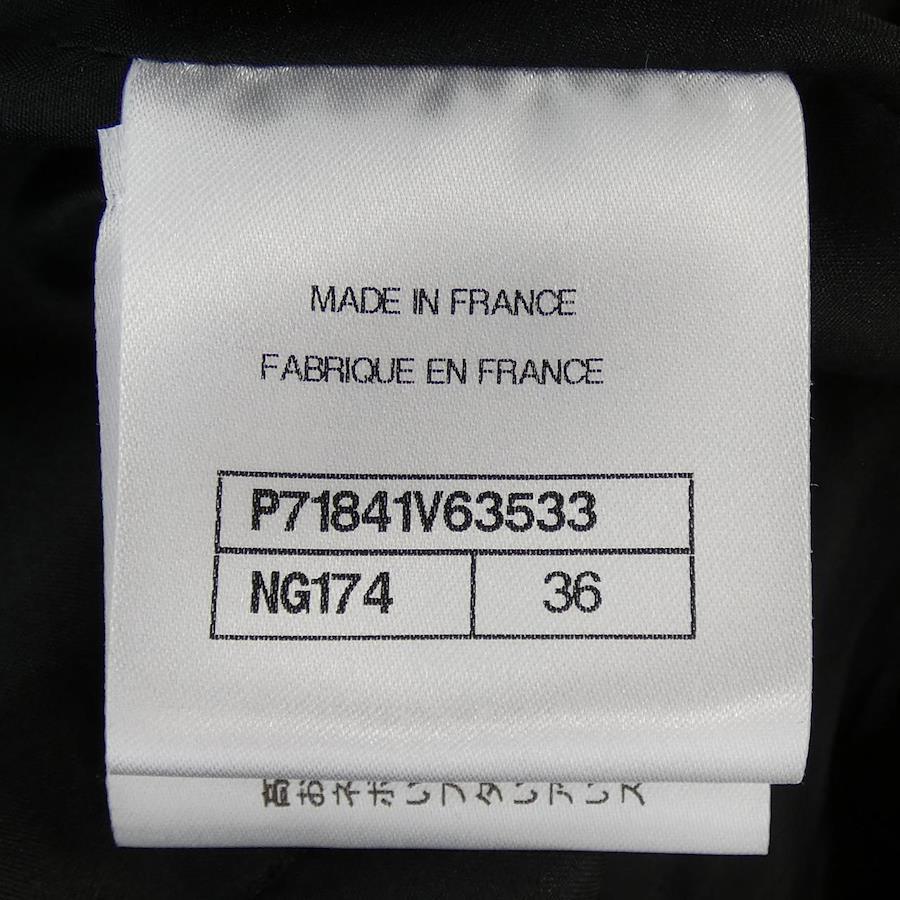 MADE IN FRANCE
FABRIQUE EN FRANCE
P71841V63533
NG174 36